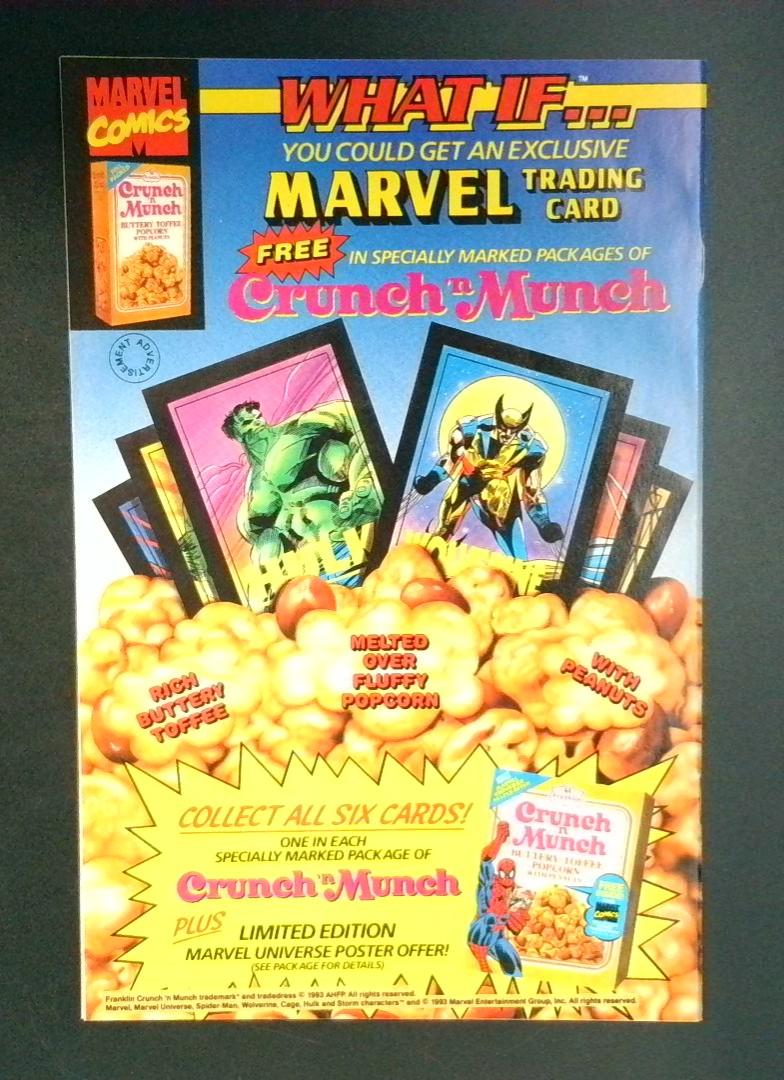 MARVEL
COMICS
WHAT IF...™
YOU COULD GET AN EXCLUSIVE
MARVEL TRADING CARD
FREE IN SPECIALLY MARKED PACKAGES OF
Crunch 'n Munch
Crunch
'n
Munch
BUTTERY TOFFEE
POPCORN
WITH PEANUTS
ADVERTISEMENT
HULK
RICH
BUTTERY
TOFFEE
MELTED
OVER
FLUFFY
POPCORN
WITH
PEANUTS
COLLECT ALL SIX CARDS!
ONE IN EACH
SPECIALLY MARKED PACKAGE OF
Crunch 'n Munch
PLUS LIMITED EDITION
MARVEL UNIVERSE POSTER OFFER!
(SEE PACKAGE FOR DETAILS)
Crunch
'n
Munch
BUTTERY TOFFEE
POPCORN
WITH PEANUTS
FREE
MARVEL
COMICS
Franklin Crunch 'n Munch trademark* and tradedress © 1993 AHFP. All rights reserved.
Marvel, Marvel Universe, Spider-Man, Wolverine, Cage, Hulk and Storm characters™ and © 1993 Marvel Entertainment Group, Inc. All rights reserved.